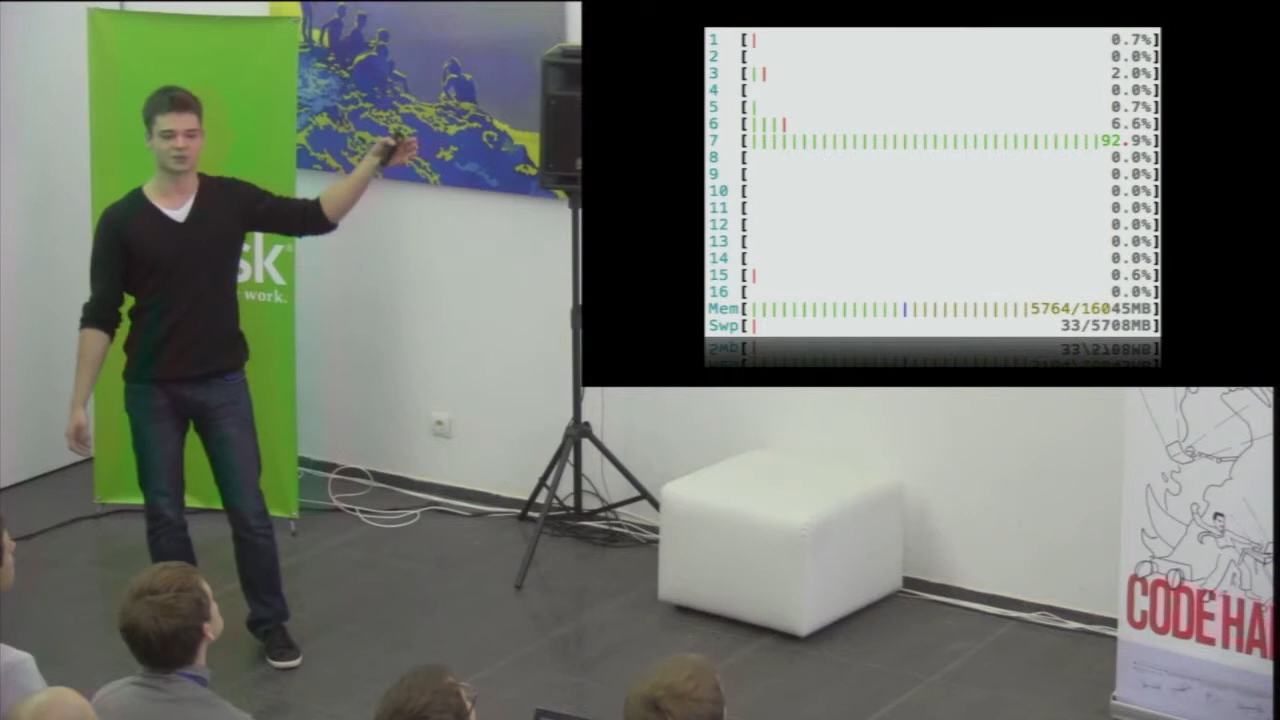 sk
work.
1 [| 0.7%]
2 [ 0.0%]
3 [|| 2.0%]
4 [ 0.0%]
5 [| 0.7%]
6 [|||| 6.6%]
7 [||||||||||||||||||||||||||||||||||92.9%]
8 [ 0.0%]
9 [ 0.0%]
10 [ 0.0%]
11 [ 0.0%]
12 [ 0.0%]
13 [ 0.0%]
14 [ 0.0%]
15 [| 0.6%]
16 [ 0.0%]
Mem[|||||||||||||||||||||||||||5764/16045MB]
Swp[| 33/5708MB]
CODE HA